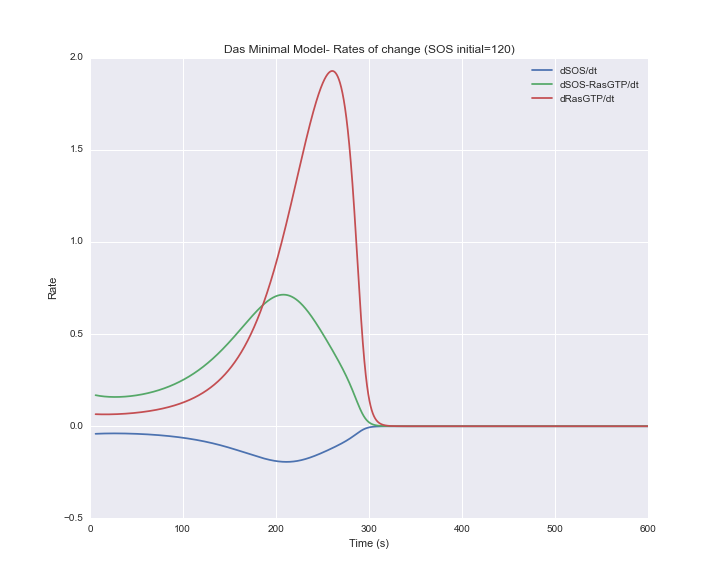 Das Minimal Model- Rates of change (SOS initial=120)
dSOS/dt
dSOS-RasGTP/dt
dRasGTP/dt
2.0
1.5
1.0
0.5
0.0
−0.5
Rate
0 100 200 300 400 500 600
Time (s)